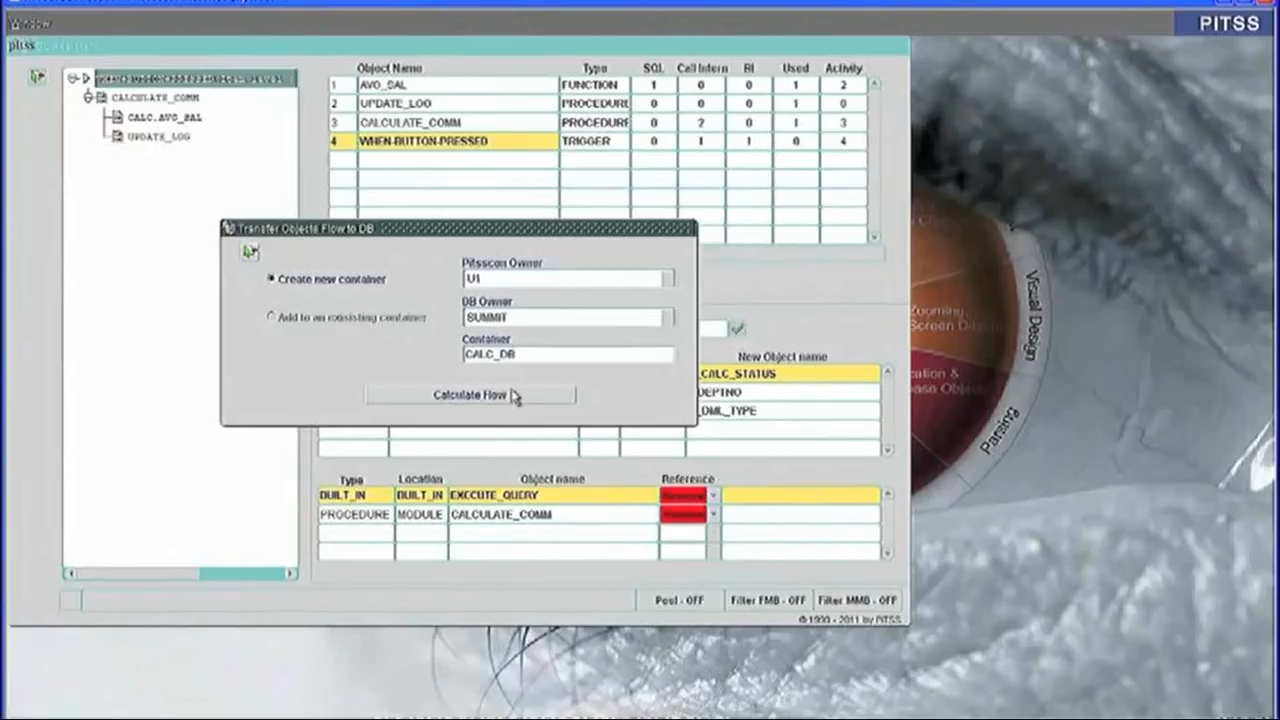 Window
PITSS
pitss
Object Name Type SQL Call Intern BI Used Activity
1 AVG_SAL FUNCTION 1 0 0 1 2
2 UPDATE_LOG PROCEDURE 0 0 0 1 0
3 CALCULATE_COMM PROCEDURE 0 2 0 1 3
4 WHEN-BUTTON-PRESSED TRIGGER 0 1 1 0 4
CALCULATE_COMM
CALC.AVG_SAL
UPDATE_LOG
Transfer Objects Flow to DB
Create new container
Add to an exsisting container
Pitsscon Owner
U1
DB Owner
SUMMIT
Container
CALC_DB
Calculate Flow
New Object name
_CALC_STATUS
DEPTNO
_DML_TYPE
Type Location Object name Reference
BUILT_IN BUILT_IN EXECUTE_QUERY
PROCEDURE MODULE CALCULATE_COMM
Pool - OFF Filter FMB - OFF Filter MMB - OFF
© 1999 - 2011 by PITSS
Zooming
Screen
Visual Design
Parsing